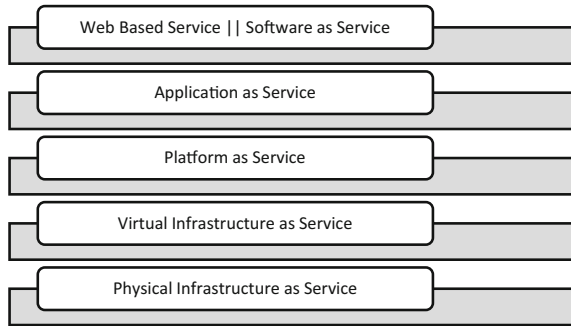 Web Based Service || Software as Service
Application as Service
Platform as Service
Virtual Infrastructure as Service
Physical Infrastructure as Service